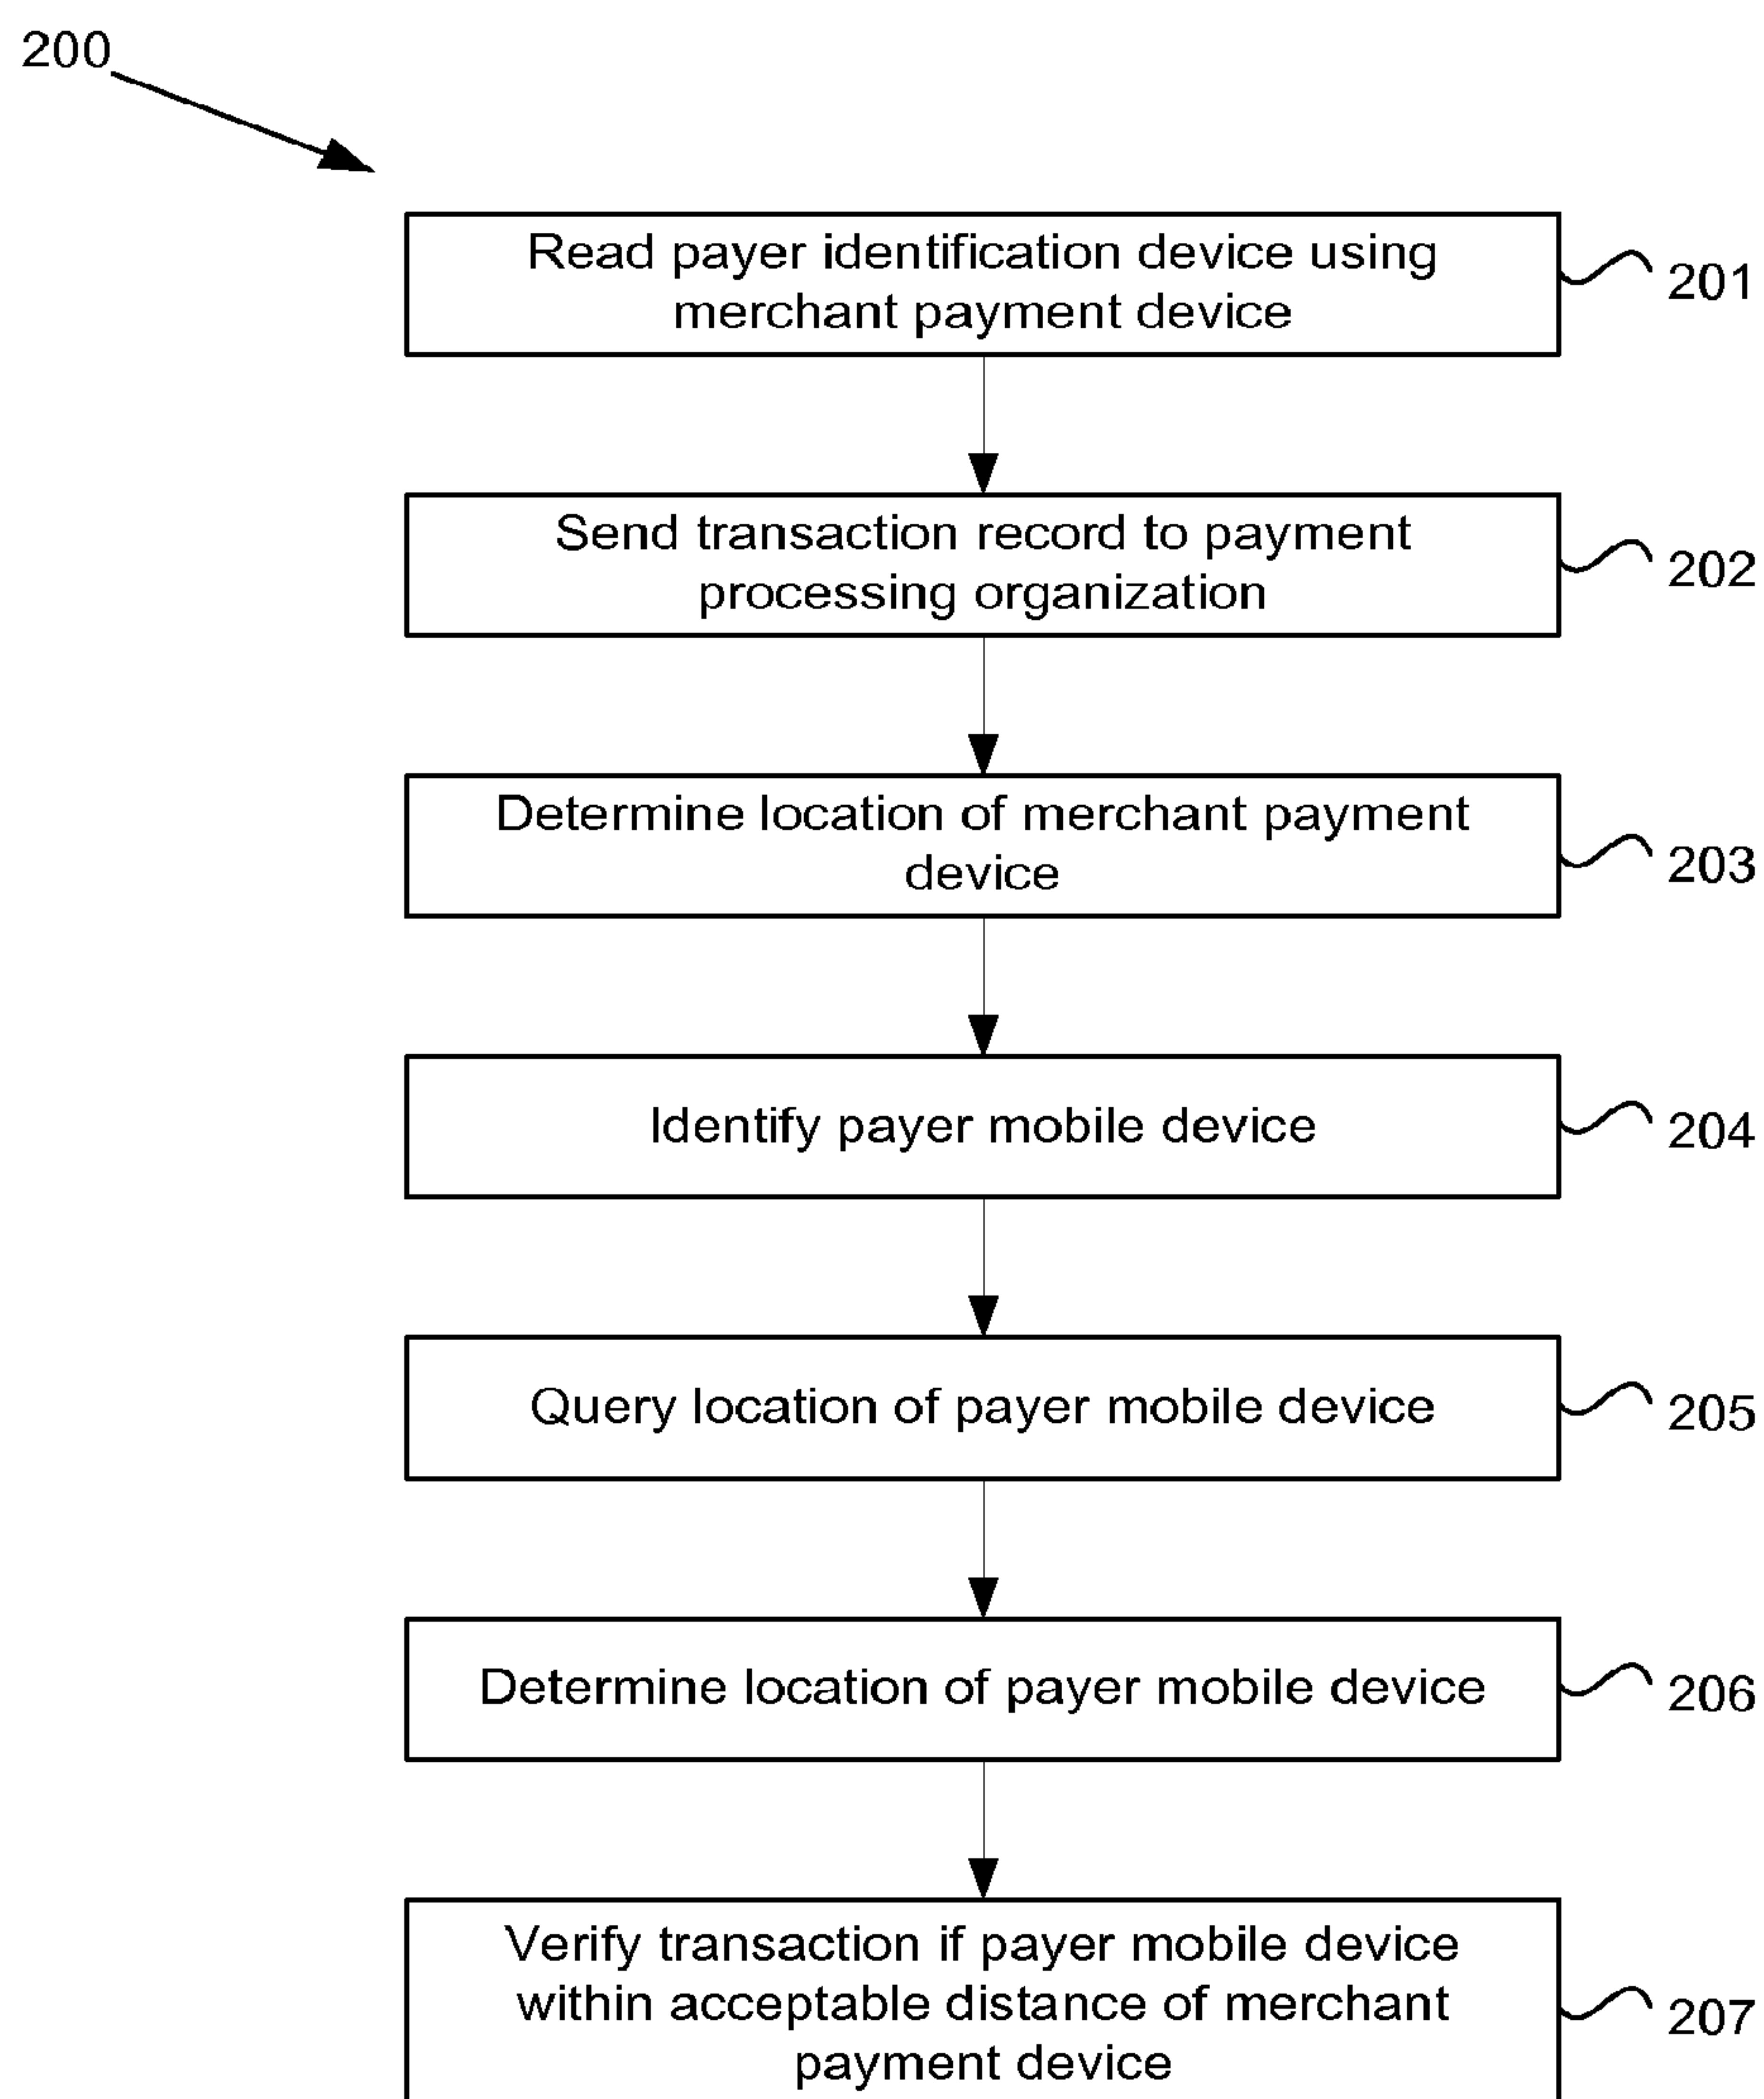 200
Read payer identification device using
merchant payment device
201
Send transaction record to payment
processing organization
202
Determine location of merchant payment
device
203
Identify payer mobile device
204
Query location of payer mobile device
205
Determine location of payer mobile device
206
Verify transaction if payer mobile device
within acceptable distance of merchant
payment device
207